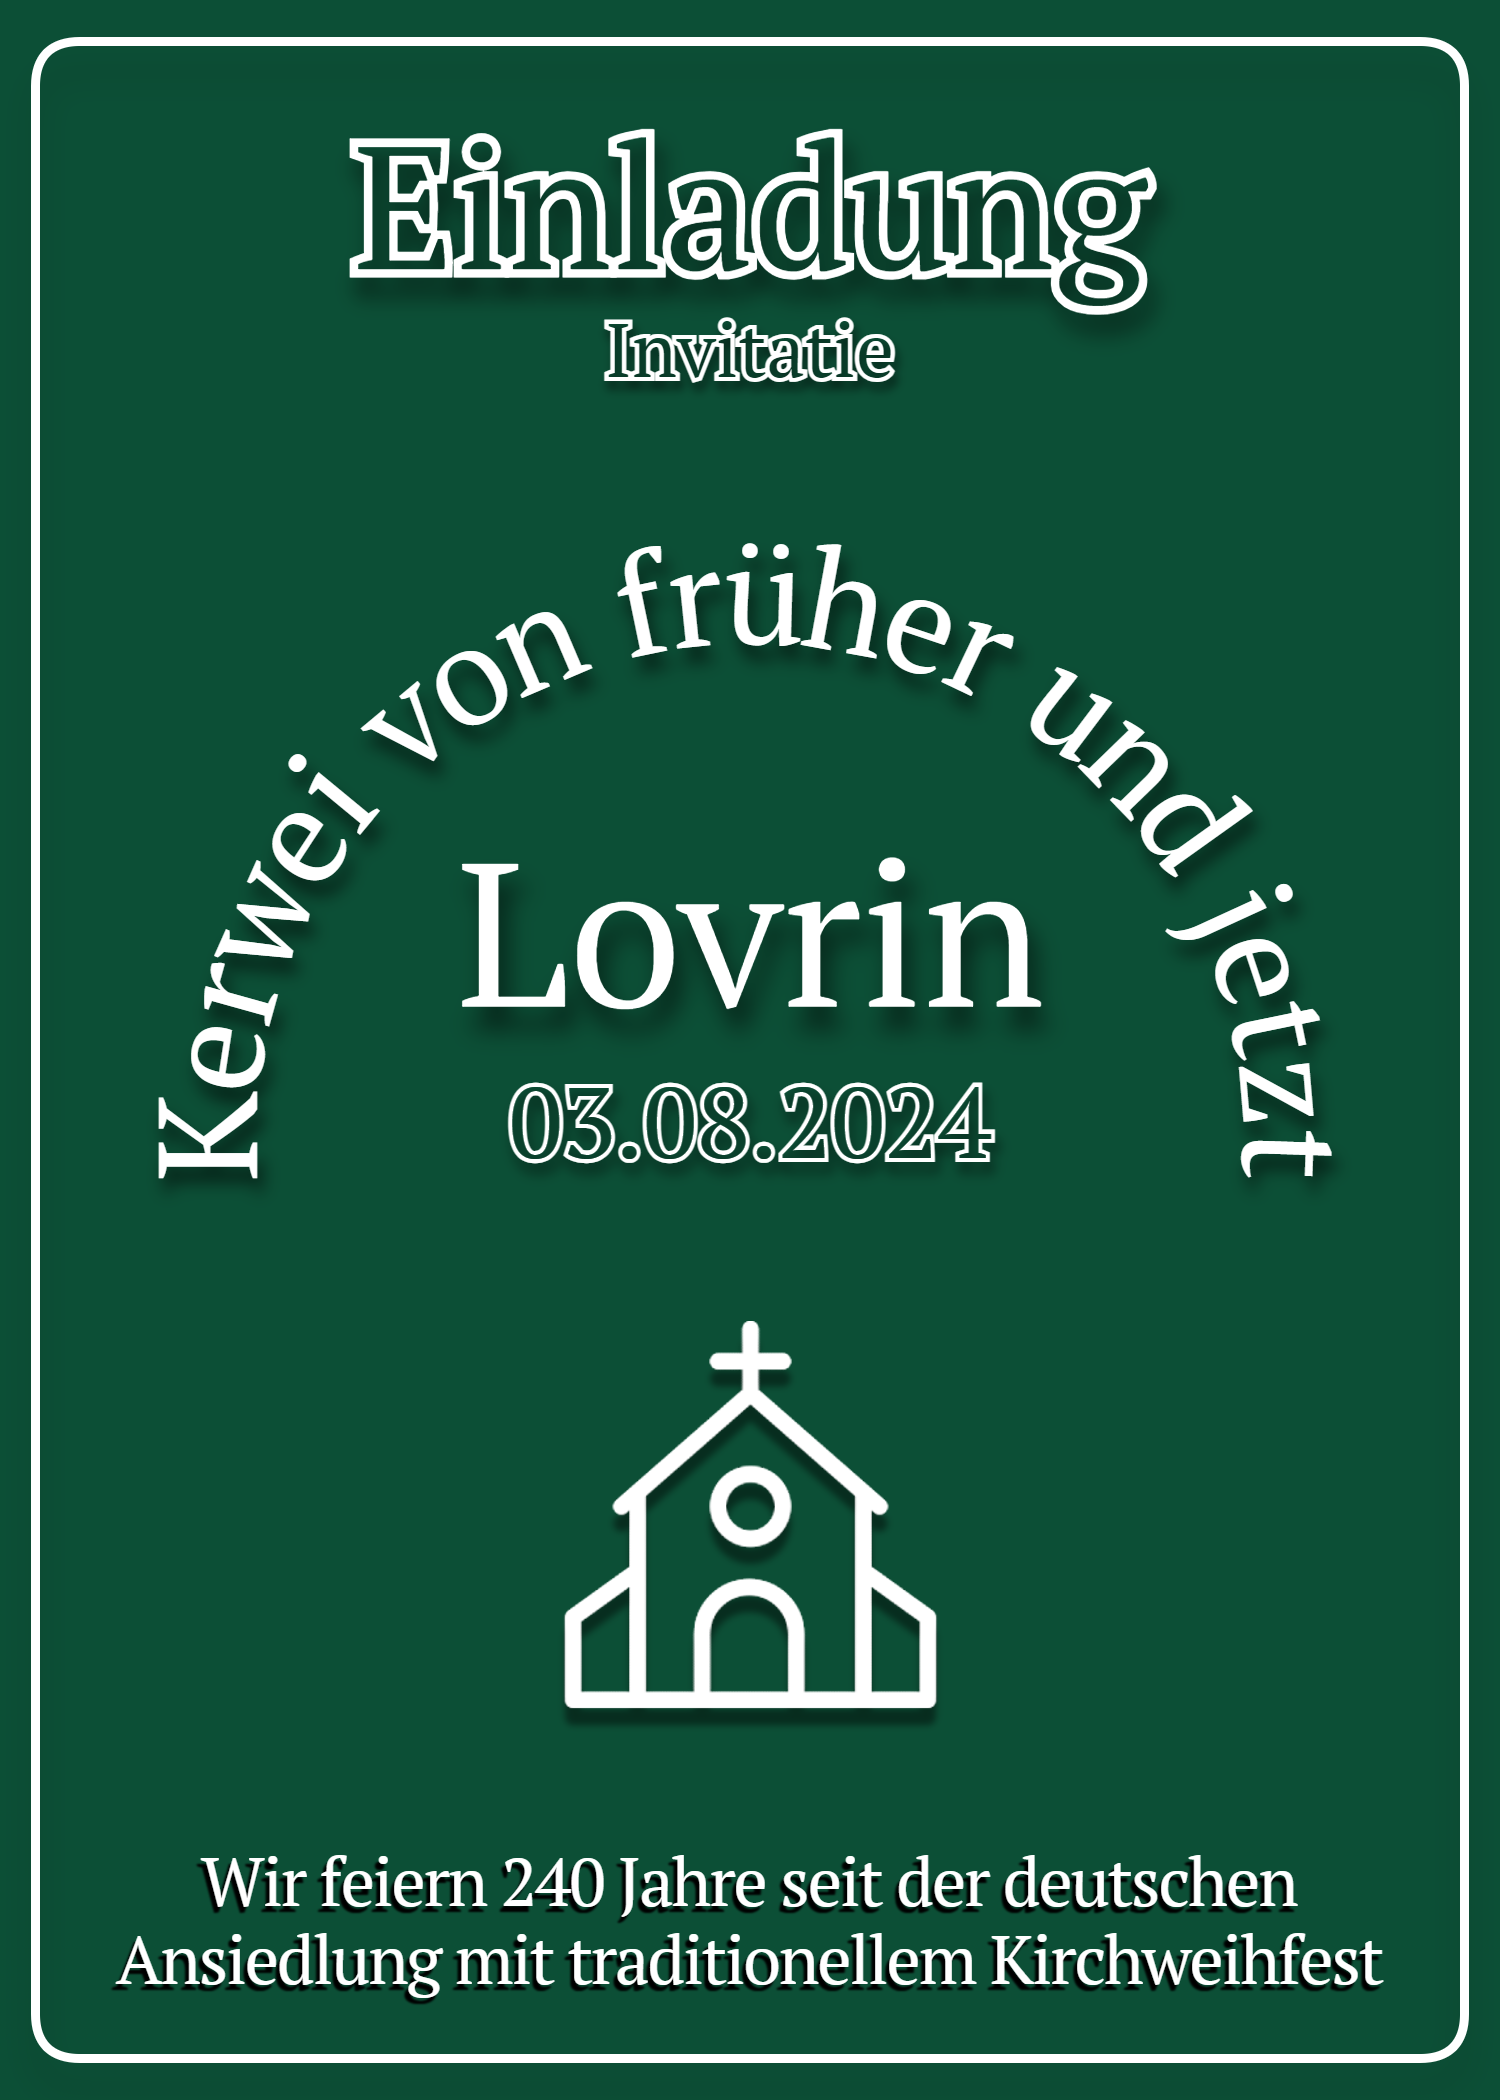 Einladung
Invitatie
Kerwei von früher und jetzt
Lovrin
03.08.2024
Wir feiern 240 Jahre seit der deutschen
Ansiedlung mit traditionellem Kirchweihfest